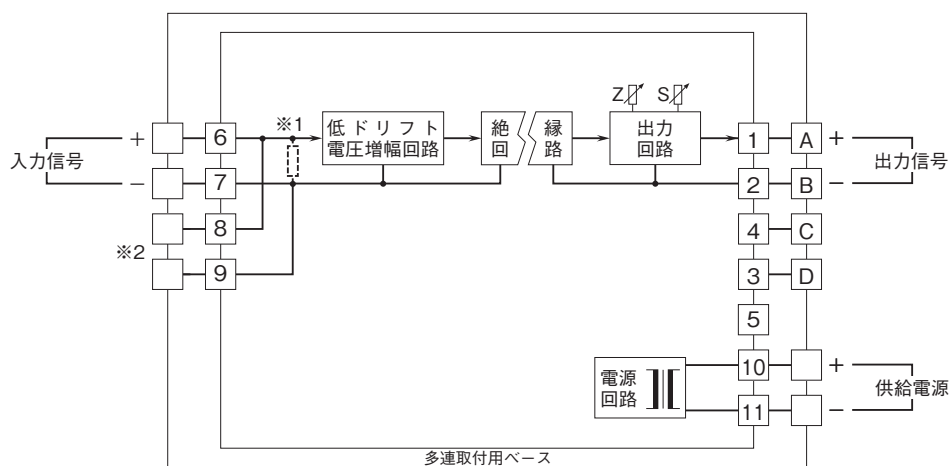 Z S
※1
低ドリフト
電圧増幅回路
絶縁
回路
出力
回路
+ 6 1 A +
入力信号
出力信号
− 7 2 B −
8 4 C
※2
9 3 D
5
電源
回路
10 +
供給電源
11 −
多連取付用ベース